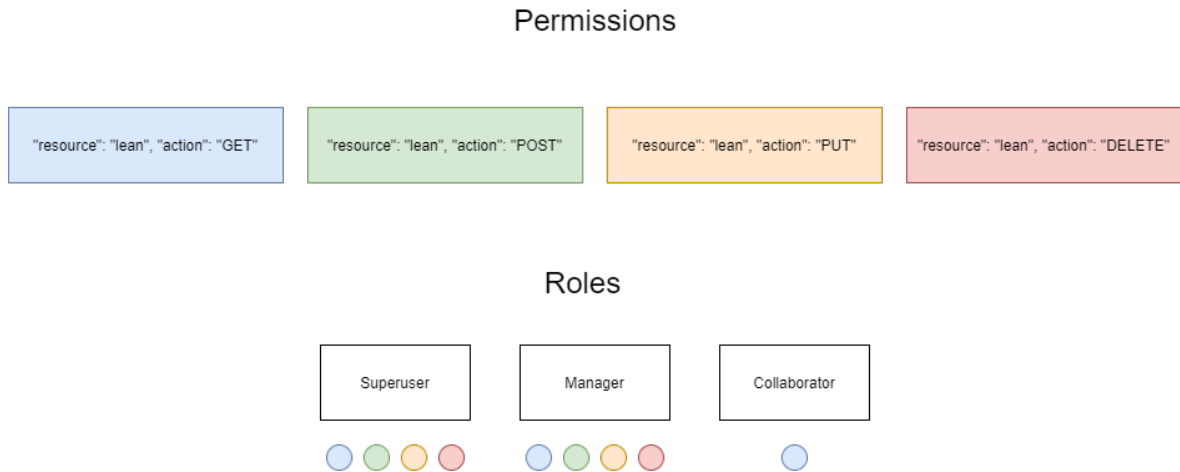 Permissions
"resource": "lean", "action": "GET"
"resource": "lean", "action": "POST"
"resource": "lean", "action": "PUT"
"resource": "lean", "action": "DELETE"
Roles
Superuser
Manager
Collaborator